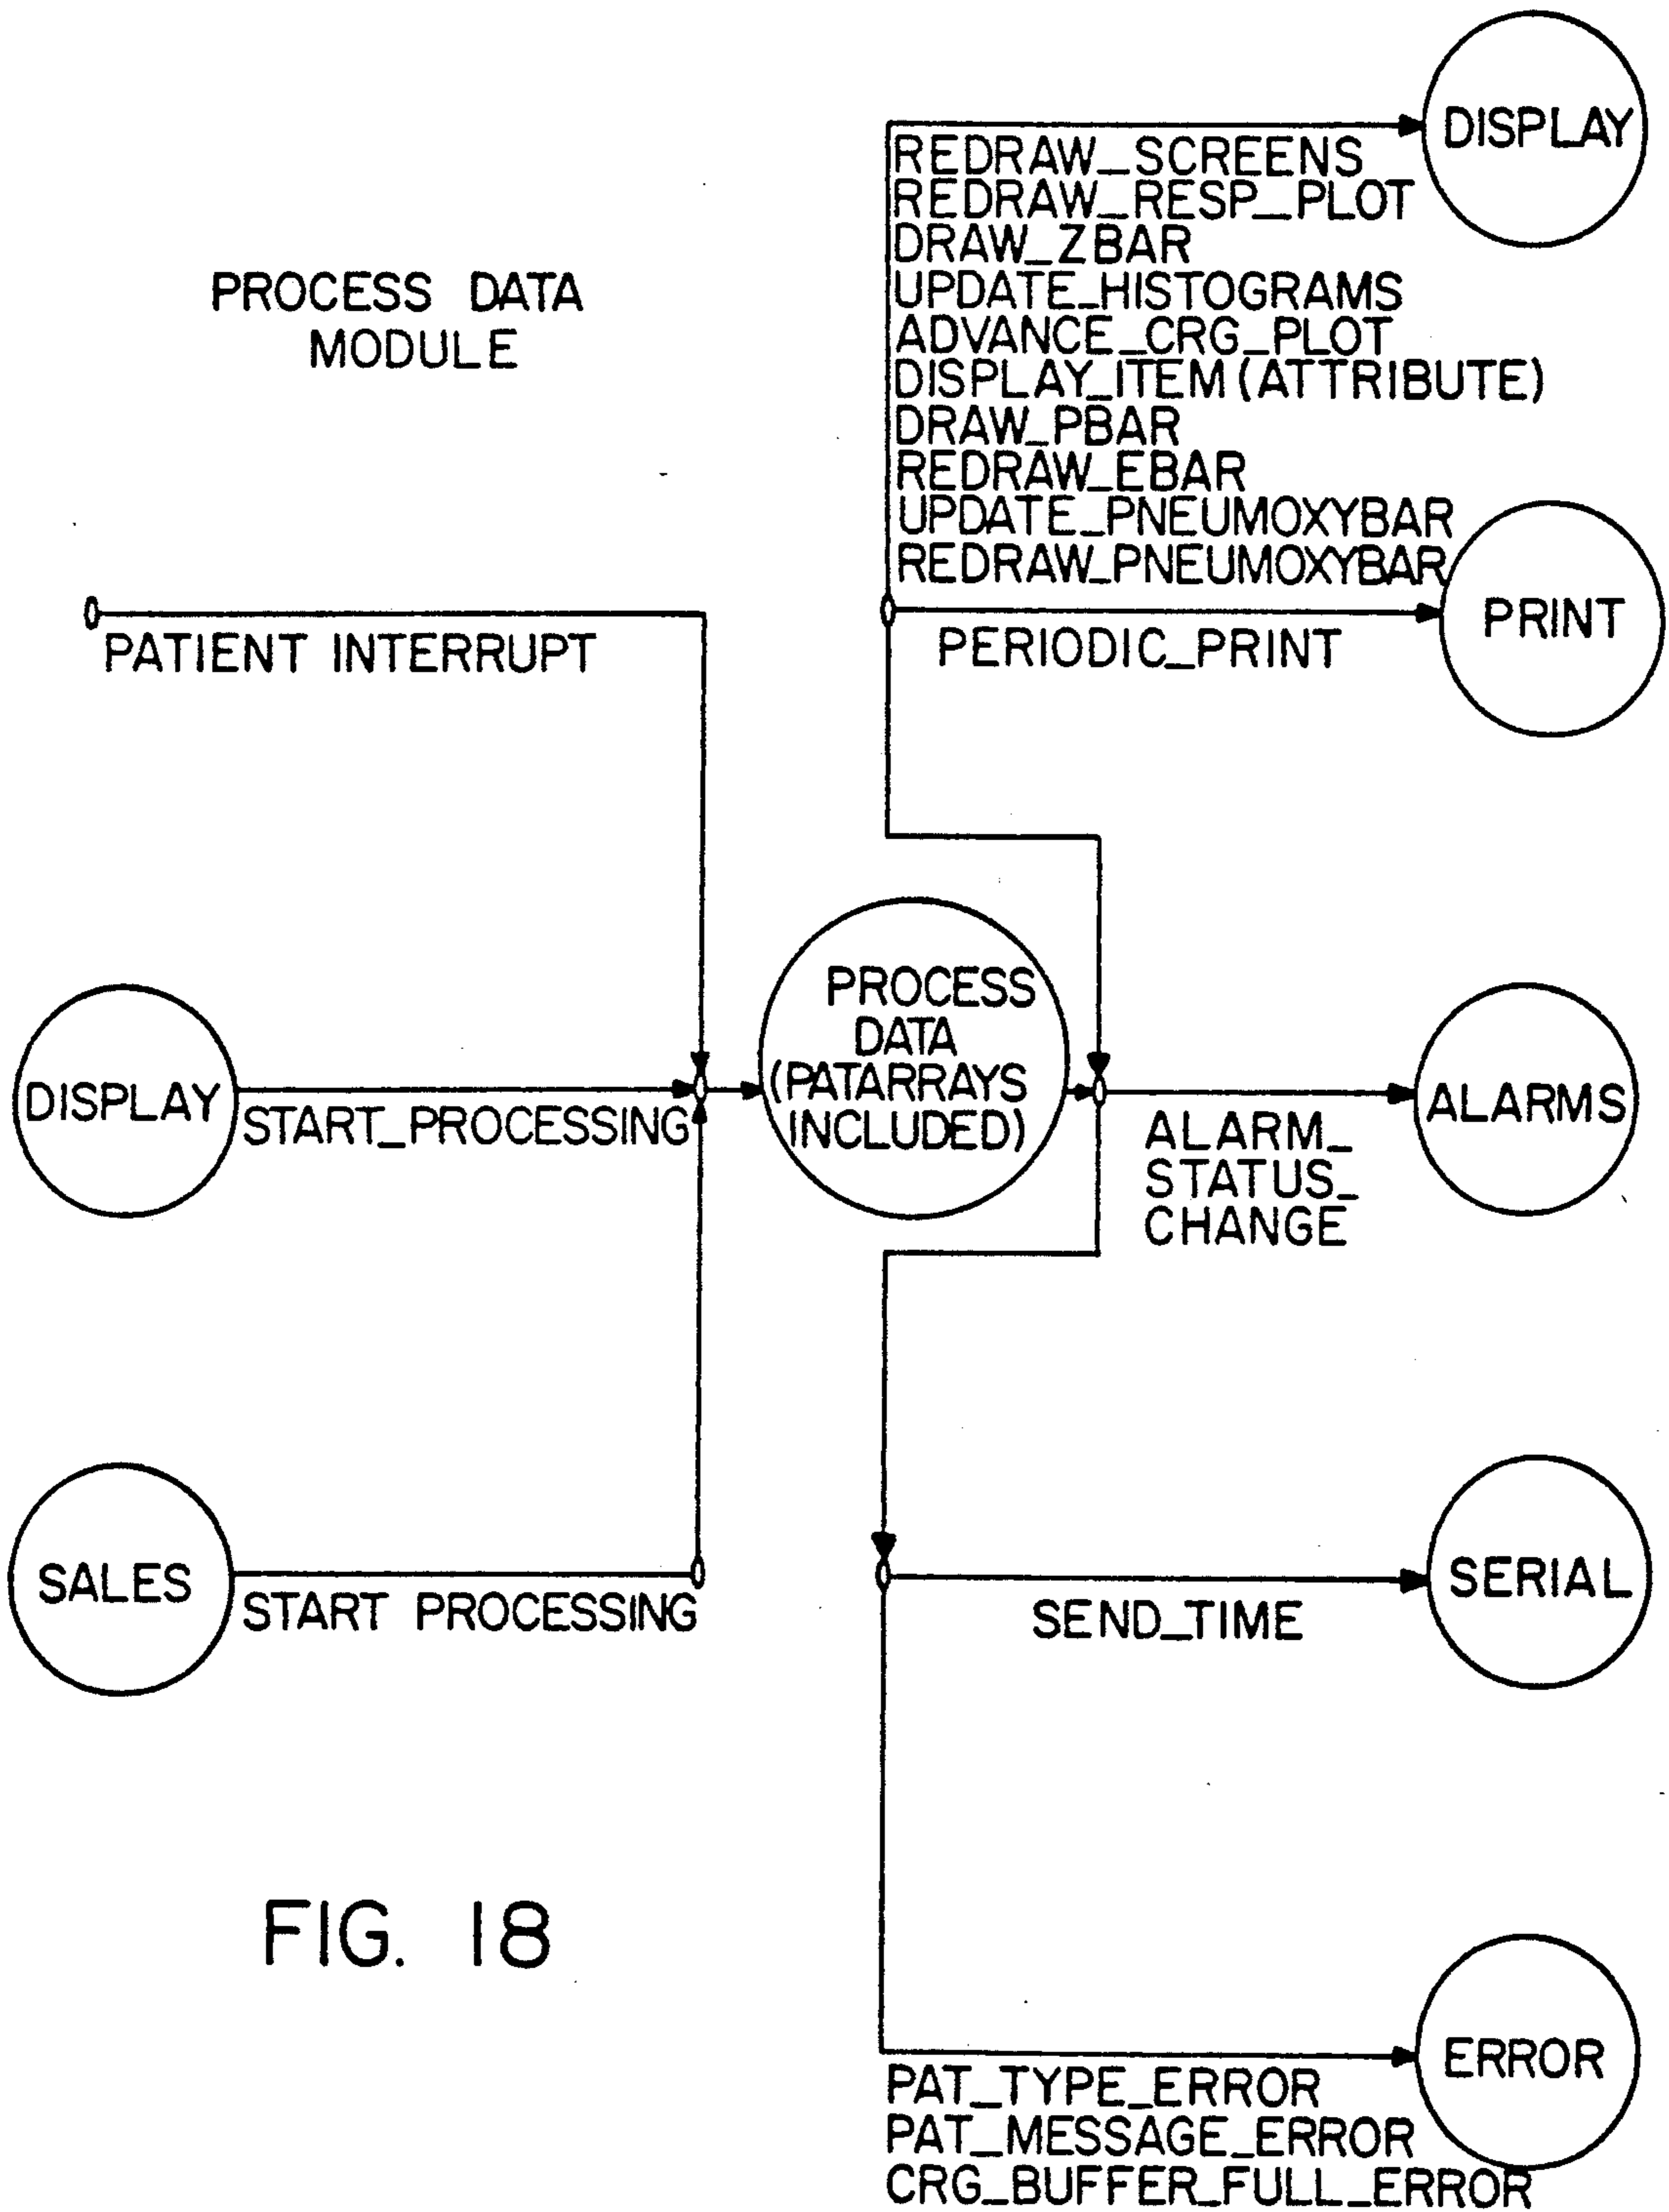 DISPLAY
REDRAW_SCREENS
REDRAW_RESP_PLOT
DRAW_ZBAR
UPDATE_HISTOGRAMS
ADVANCE_CRG_PLOT
DISPLAY_ITEM (ATTRIBUTE)
DRAW_PBAR
REDRAW_EBAR
UPDATE_PNEUMOXYBAR
REDRAW_PNEUMOXYBAR
PROCESS DATA
MODULE
PRINT
PERIODIC_PRINT
PATIENT INTERRUPT
DISPLAY
START_PROCESSING
PROCESS
DATA
(PATARRAYS
INCLUDED)
ALARM_
STATUS_
CHANGE
ALARMS
SALES
START PROCESSING
SERIAL
SEND_TIME
ERROR
PAT_TYPE_ERROR
PAT_MESSAGE_ERROR
CRG_BUFFER_FULL_ERROR
FIG. 18